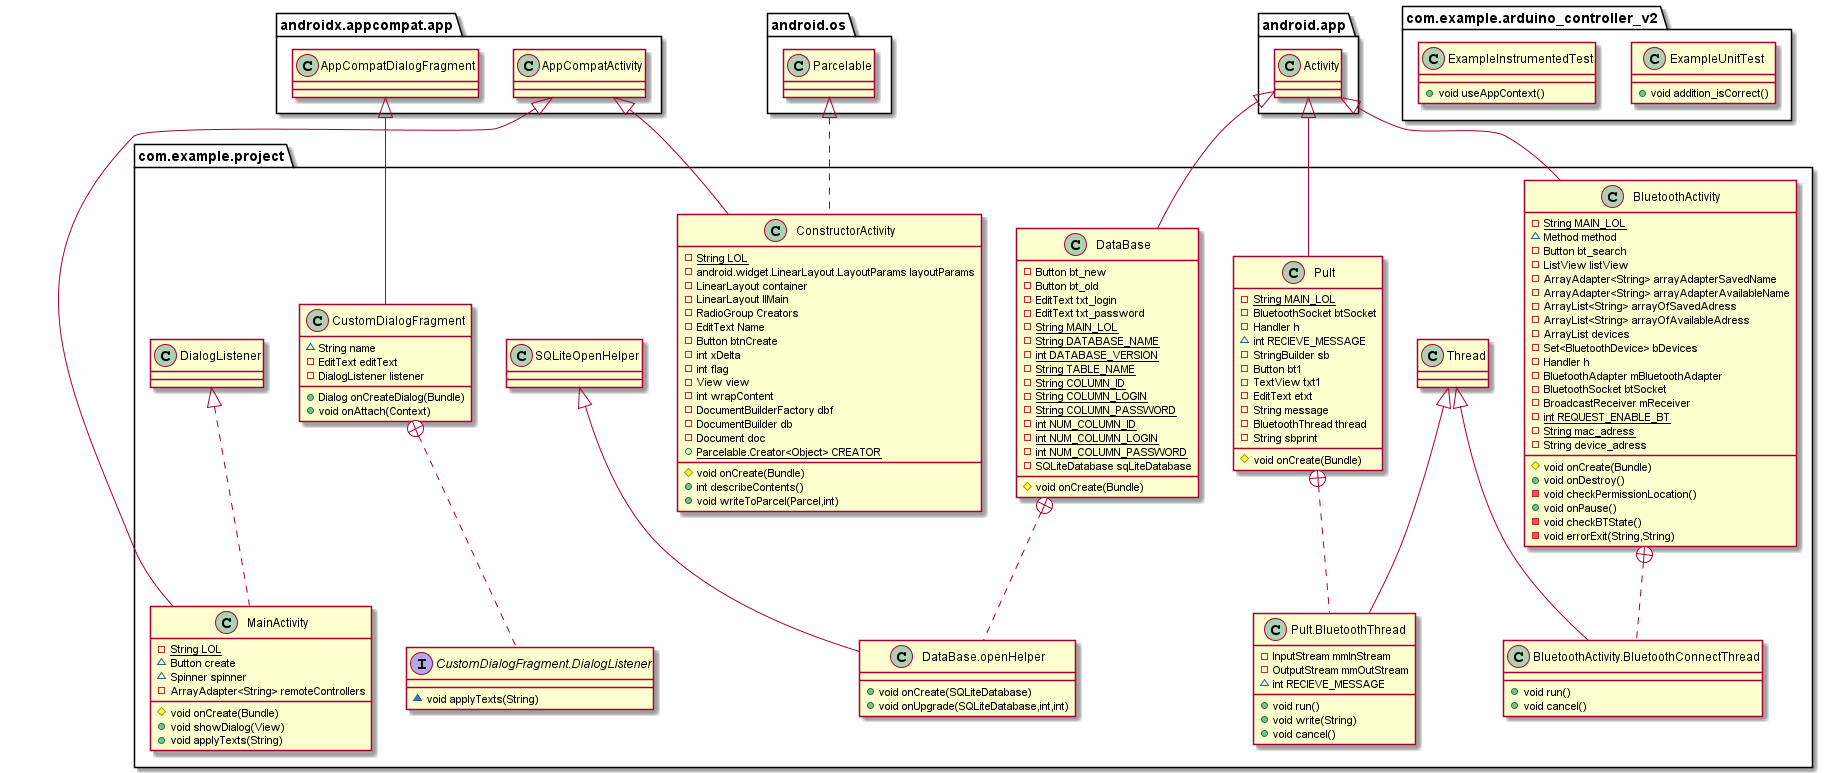 androidx.appcompat.app
C AppCompatDialogFragment
C AppCompatActivity
android.os
C Parcelable
android.app
C Activity
com.example.arduino_controller_v2
C ExampleInstrumentedTest
void useAppContext()
C ExampleUnitTest
void addition_isCorrect()
com.example.project
C DialogListener
C CustomDialogFragment
String name
EditText editText
DialogListener listener
Dialog onCreateDialog(Bundle)
void onAttach(Context)
C SQLiteOpenHelper
C ConstructorActivity
String LOL
android.widget.LinearLayout.LayoutParams layoutParams
LinearLayout container
LinearLayout llMain
RadioGroup Creators
EditText Name
Button btnCreate
int xDelta
int flag
View view
int wrapContent
DocumentBuilderFactory dbf
DocumentBuilder db
Document doc
Parcelable.Creator<Object> CREATOR
void onCreate(Bundle)
int describeContents()
void writeToParcel(Parcel,int)
C DataBase
Button bt_new
Button bt_old
EditText txt_login
EditText txt_password
String MAIN_LOL
String DATABASE_NAME
int DATABASE_VERSION
String TABLE_NAME
String COLUMN_ID
String COLUMN_LOGIN
String COLUMN_PASSWORD
int NUM_COLUMN_ID
int NUM_COLUMN_LOGIN
int NUM_COLUMN_PASSWORD
SQLiteDatabase sqLiteDatabase
void onCreate(Bundle)
C Pult
String MAIN_LOL
BluetoothSocket btSocket
Handler h
int RECIEVE_MESSAGE
StringBuilder sb
Button bt1
TextView txt1
EditText etxt
String message
BluetoothThread thread
String sbprint
void onCreate(Bundle)
C Thread
C BluetoothActivity
String MAIN_LOL
Method method
Button bt_search
ListView listView
ArrayAdapter<String> arrayAdapterSavedName
ArrayAdapter<String> arrayAdapterAvailableName
ArrayList<String> arrayOfSavedAdress
ArrayList<String> arrayOfAvailableAdress
ArrayList devices
Set<BluetoothDevice> bDevices
Handler h
BluetoothAdapter mBluetoothAdapter
BluetoothSocket btSocket
BroadcastReceiver mReceiver
int REQUEST_ENABLE_BT
String mac_adress
String device_adress
void onCreate(Bundle)
void onDestroy()
void checkPermissionLocation()
void onPause()
void checkBTState()
void errorExit(String,String)
C MainActivity
String LOL
Button create
Spinner spinner
ArrayAdapter<String> remoteControllers
void onCreate(Bundle)
void showDialog(View)
void applyTexts(String)
I CustomDialogFragment.DialogListener
void applyTexts(String)
C DataBase.openHelper
void onCreate(SQLiteDatabase)
void onUpgrade(SQLiteDatabase,int,int)
C Pult.BluetoothThread
InputStream mmInStream
OutputStream mmOutStream
int RECIEVE_MESSAGE
void run()
void write(String)
void cancel()
C BluetoothActivity.BluetoothConnectThread
void run()
void cancel()